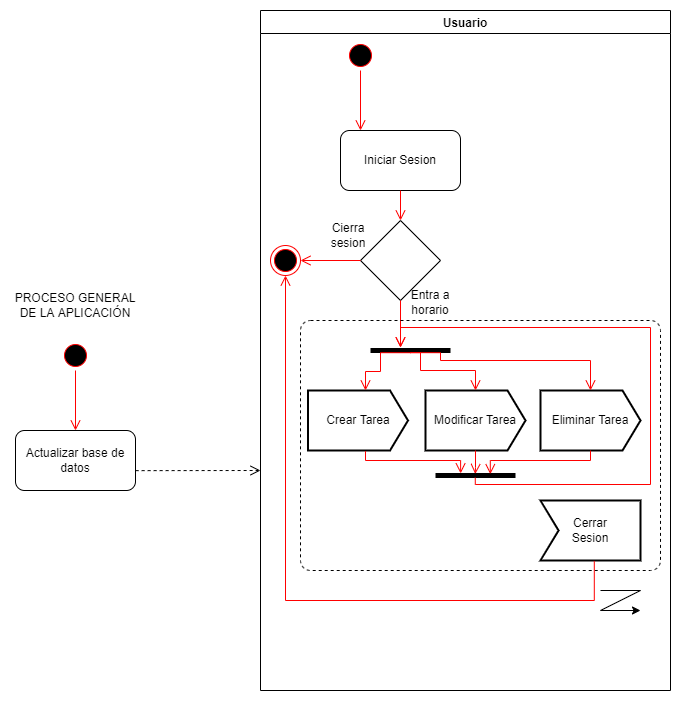 Usuario
Iniciar Sesion
Cierra
sesion
Entra a
horario
PROCESO GENERAL
DE LA APLICACIÓN
Actualizar base de
datos
Crear Tarea
Modificar Tarea
Eliminar Tarea
Cerrar
Sesion